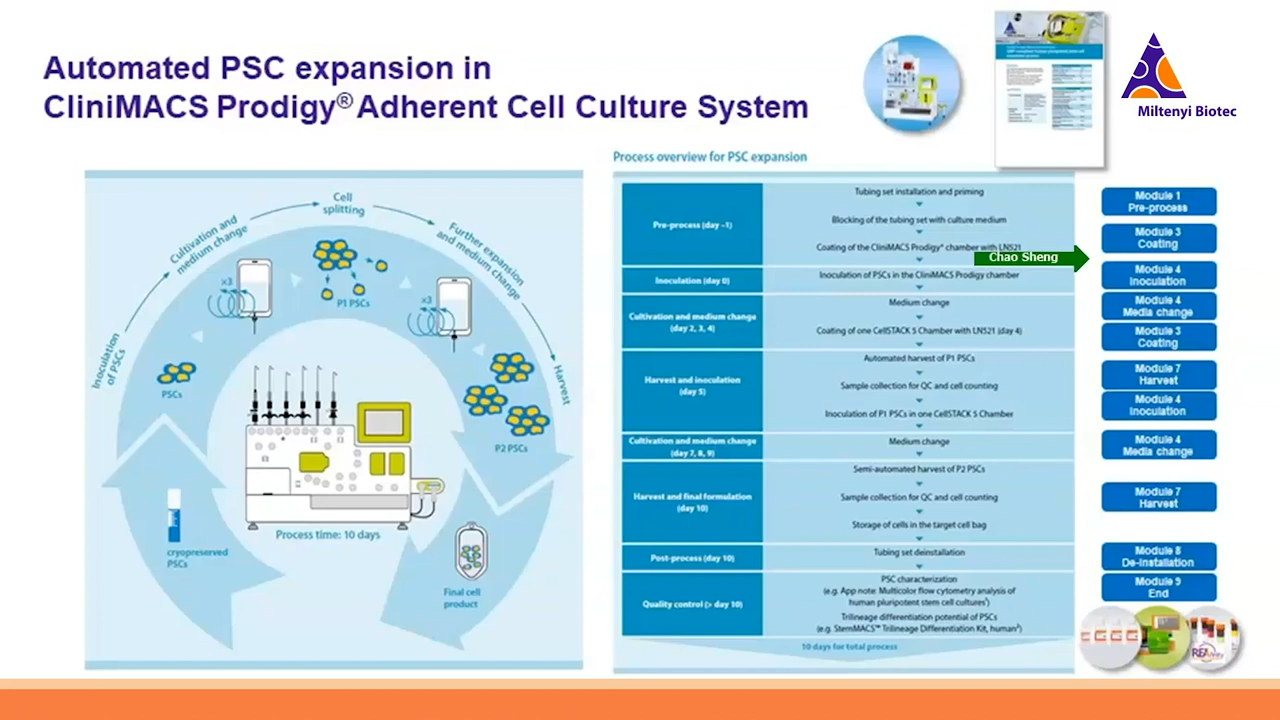 Automated PSC expansion in
CliniMACS Prodigy® Adherent Cell Culture System
Miltenyi Biotec
Inoculation
of PSCs
Cultivation and
medium change
Cell
splitting
Further expansion
and medium change
Harvest
x3
x3
P1 PSCs
PSCs
P2 PSCs
Process time: 10 days
cryopreserved
PSCs
Final cell
product
Process overview for PSC expansion
Pre-process (day –1)
Tubing set installation and priming
Blocking of the tubing set with culture medium
Coating of the CliniMACS Prodigy® chamber with LN521
Inoculation (day 0)
Inoculation of PSCs in the CliniMACS Prodigy chamber
Cultivation and medium change
(day 2, 3, 4)
Medium change
Coating of one CellSTACK 5 Chamber with LN521 (day 4)
Harvest and inoculation
(day 5)
Automated harvest of P1 PSCs
Sample collection for QC and cell counting
Inoculation of P1 PSCs in one CellSTACK 5 Chamber
Cultivation and medium change
(day 7, 8, 9)
Medium change
Harvest and final formulation
(day 10)
Semi-automated harvest of P2 PSCs
Sample collection for QC and cell counting
Storage of cells in the target cell bag
Post-process (day 10)
Tubing set deinstallation
Quality control (> day 10)
PSC characterization
(e.g. App note: Multicolor flow cytometry analysis of
human pluripotent stem cell cultures¹)
Trilineage differentiation potential of PSCs
(e.g. StemMACS™ Trilineage Differentiation Kit, human²)
10 days for total process
Chao Sheng
Module 1
Pre-process
Module 3
Coating
Module 4
Inoculation
Module 4
Media change
Module 3
Coating
Module 7
Harvest
Module 4
Inoculation
Module 4
Media change
Module 7
Harvest
Module 8
De-installation
Module 9
End